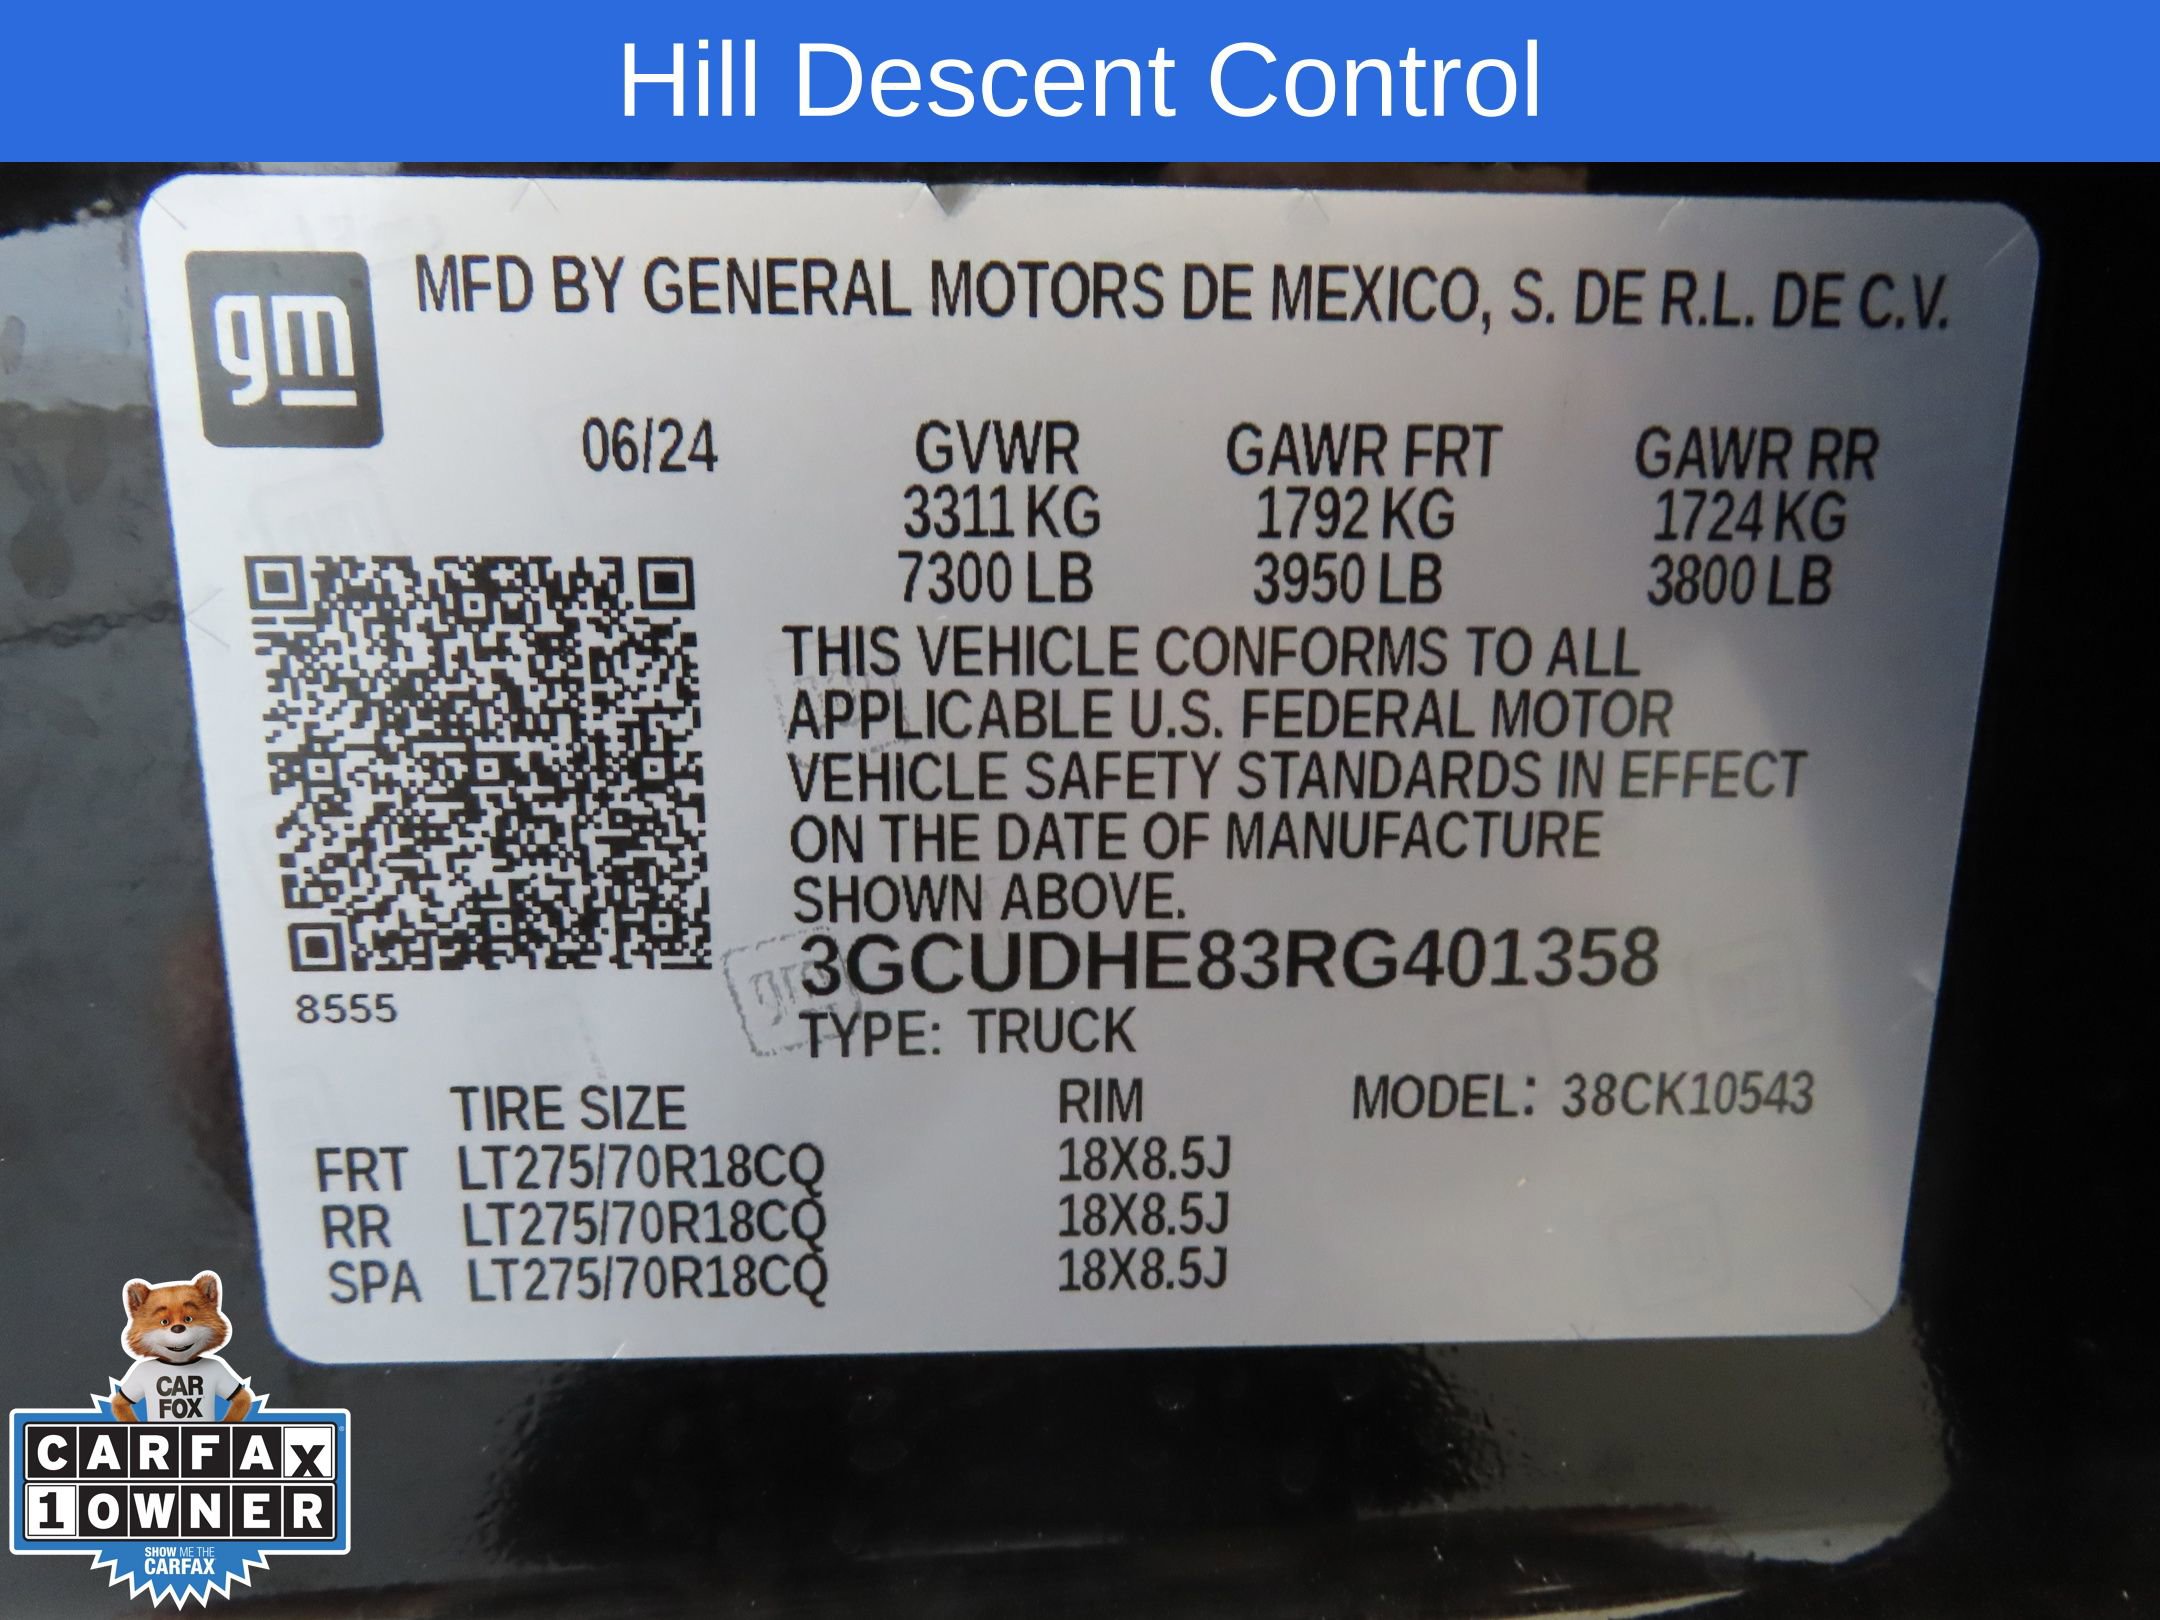 Hill Descent Control
gm
MFD BY GENERAL MOTORS DE MEXICO, S. DE R.L. DE C.V.
06/24 GVWR GAWR FRT GAWR RR
3311 KG 1792 KG 1724 KG
7300 LB 3950 LB 3800 LB
THIS VEHICLE CONFORMS TO ALL
APPLICABLE U.S. FEDERAL MOTOR
VEHICLE SAFETY STANDARDS IN EFFECT
ON THE DATE OF MANUFACTURE
SHOWN ABOVE.
3GCUDHE83RG401358
8555
TYPE: TRUCK
TIRE SIZE RIM MODEL: 38CK10543
FRT LT275/70R18CQ 18X8.5J
RR LT275/70R18CQ 18X8.5J
SPA LT275/70R18CQ 18X8.5J
CAR
FOX
CARFAX
1 OWNER
SHOW ME THE
CARFAX